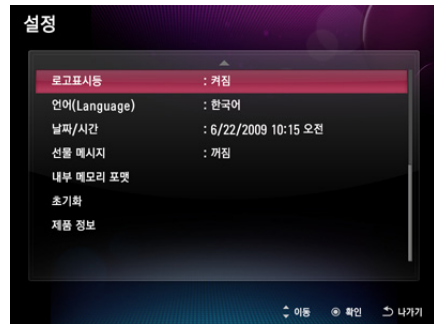 설정
로고표시등 : 켜짐
언어(Language) : 한국어
날짜/시간 : 6/22/2009 10:15 오전
선물 메시지 : 꺼짐
내부 메모리 포맷
초기화
제품 정보
이동 확인 나가기